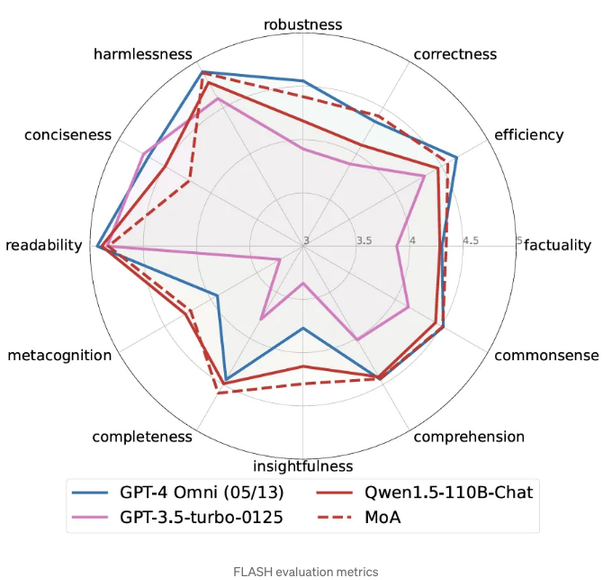 robustness
harmlessness
correctness
conciseness
efficiency
readability
3 3.5 4 4.5 5
factuality
metacognition
commonsense
completeness
comprehension
insightfulness
GPT-4 Omni (05/13)
Qwen1.5-110B-Chat
GPT-3.5-turbo-0125
MoA
FLASH evaluation metrics